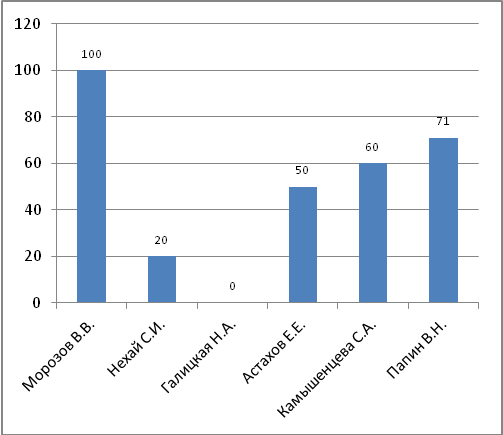 120
100
80
60
40
20
0
100
20
0
50
60
71
Морозов В.В.
Нехай С.И.
Галицкая Н.А.
Астахов Е.Е.
Камышенцева С.А.
Папин В.Н.